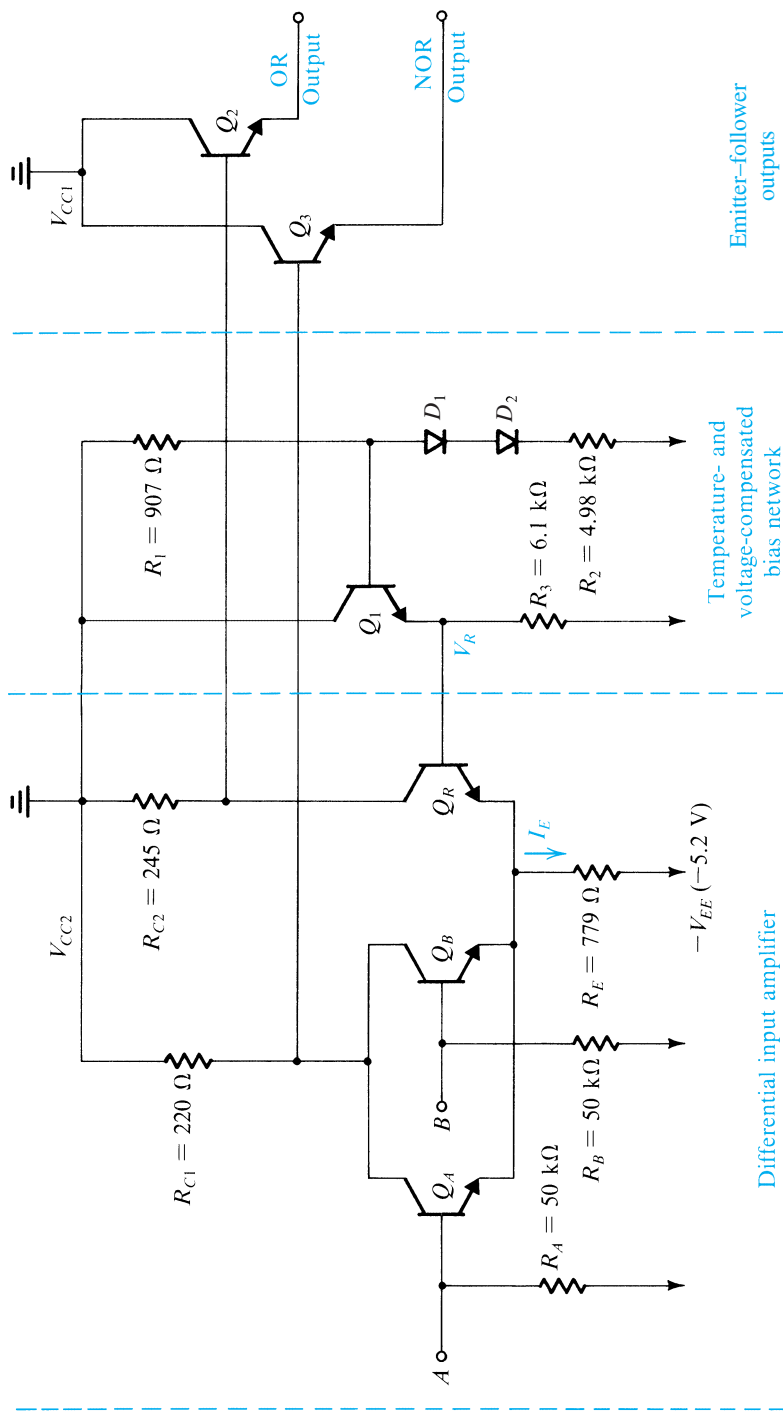 V_CC2
V_CC1
R_C1 = 220 Ω
R_C2 = 245 Ω
R_1 = 907 Ω
Q_2
OR
Output
Q_3
NOR
Output
Q_A
Q_B
Q_R
Q_1
D_1
D_2
A
B
V_R
I_E
R_A = 50 kΩ
R_B = 50 kΩ
R_E = 779 Ω
R_3 = 6.1 kΩ
R_2 = 4.98 kΩ
−V_EE (−5.2 V)
Differential input amplifier
Temperature- and
voltage-compensated
bias network
Emitter–follower
outputs